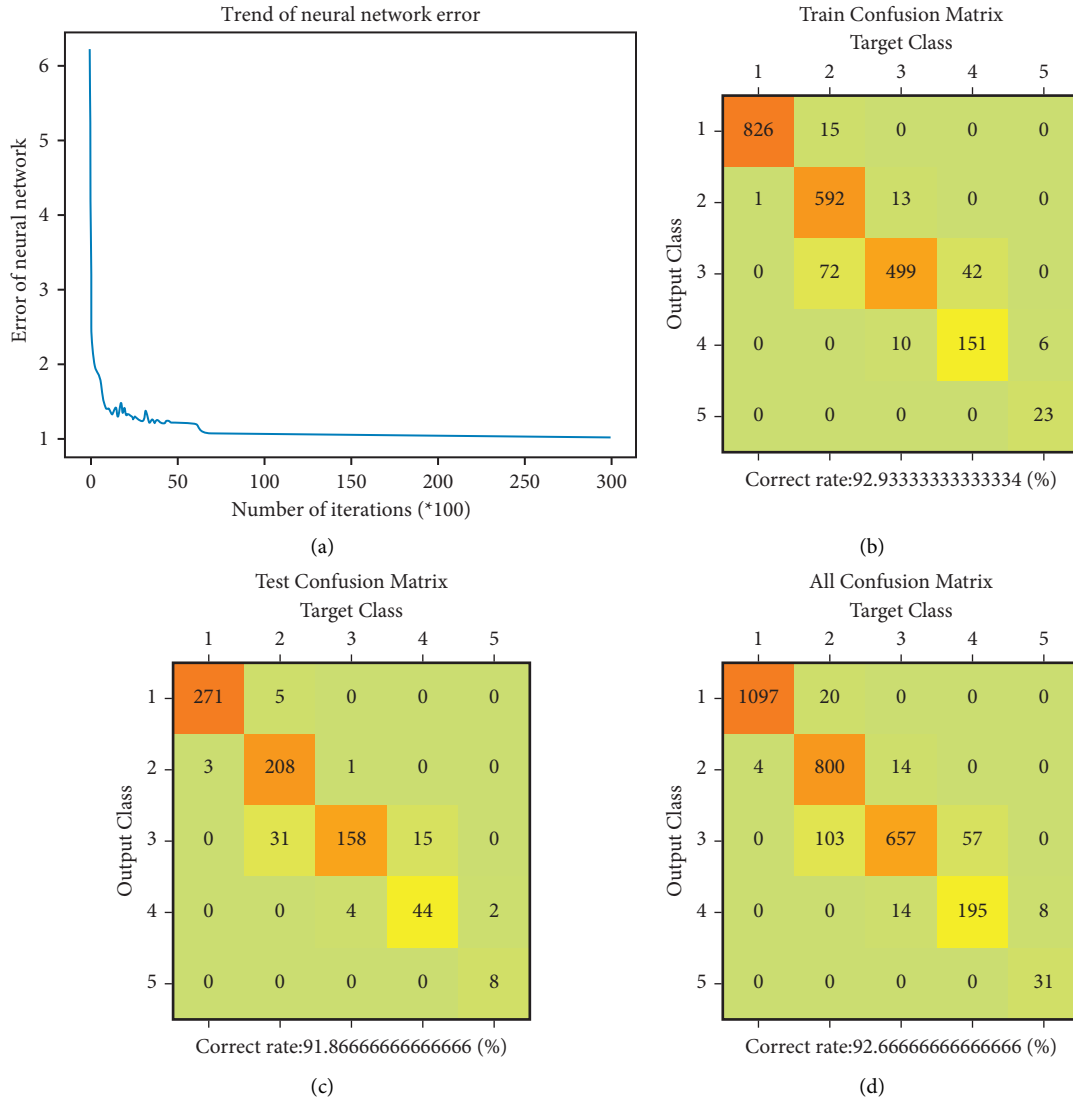 Trend of neural network error
6
5
4
3
2
1
Error of neural network
0 50 100 150 200 250 300
Number of iterations (*100)
(a)
Train Confusion Matrix
Target Class
1 2 3 4 5
Output Class
1 826 15 0 0 0
2 1 592 13 0 0
3 0 72 499 42 0
4 0 0 10 151 6
5 0 0 0 0 23
Correct rate:92.93333333333334 (%)
(b)
Test Confusion Matrix
Target Class
1 2 3 4 5
Output Class
1 271 5 0 0 0
2 3 208 1 0 0
3 0 31 158 15 0
4 0 0 4 44 2
5 0 0 0 0 8
Correct rate:91.86666666666666 (%)
(c)
All Confusion Matrix
Target Class
1 2 3 4 5
Output Class
1 1097 20 0 0 0
2 4 800 14 0 0
3 0 103 657 57 0
4 0 0 14 195 8
5 0 0 0 0 31
Correct rate:92.66666666666666 (%)
(d)